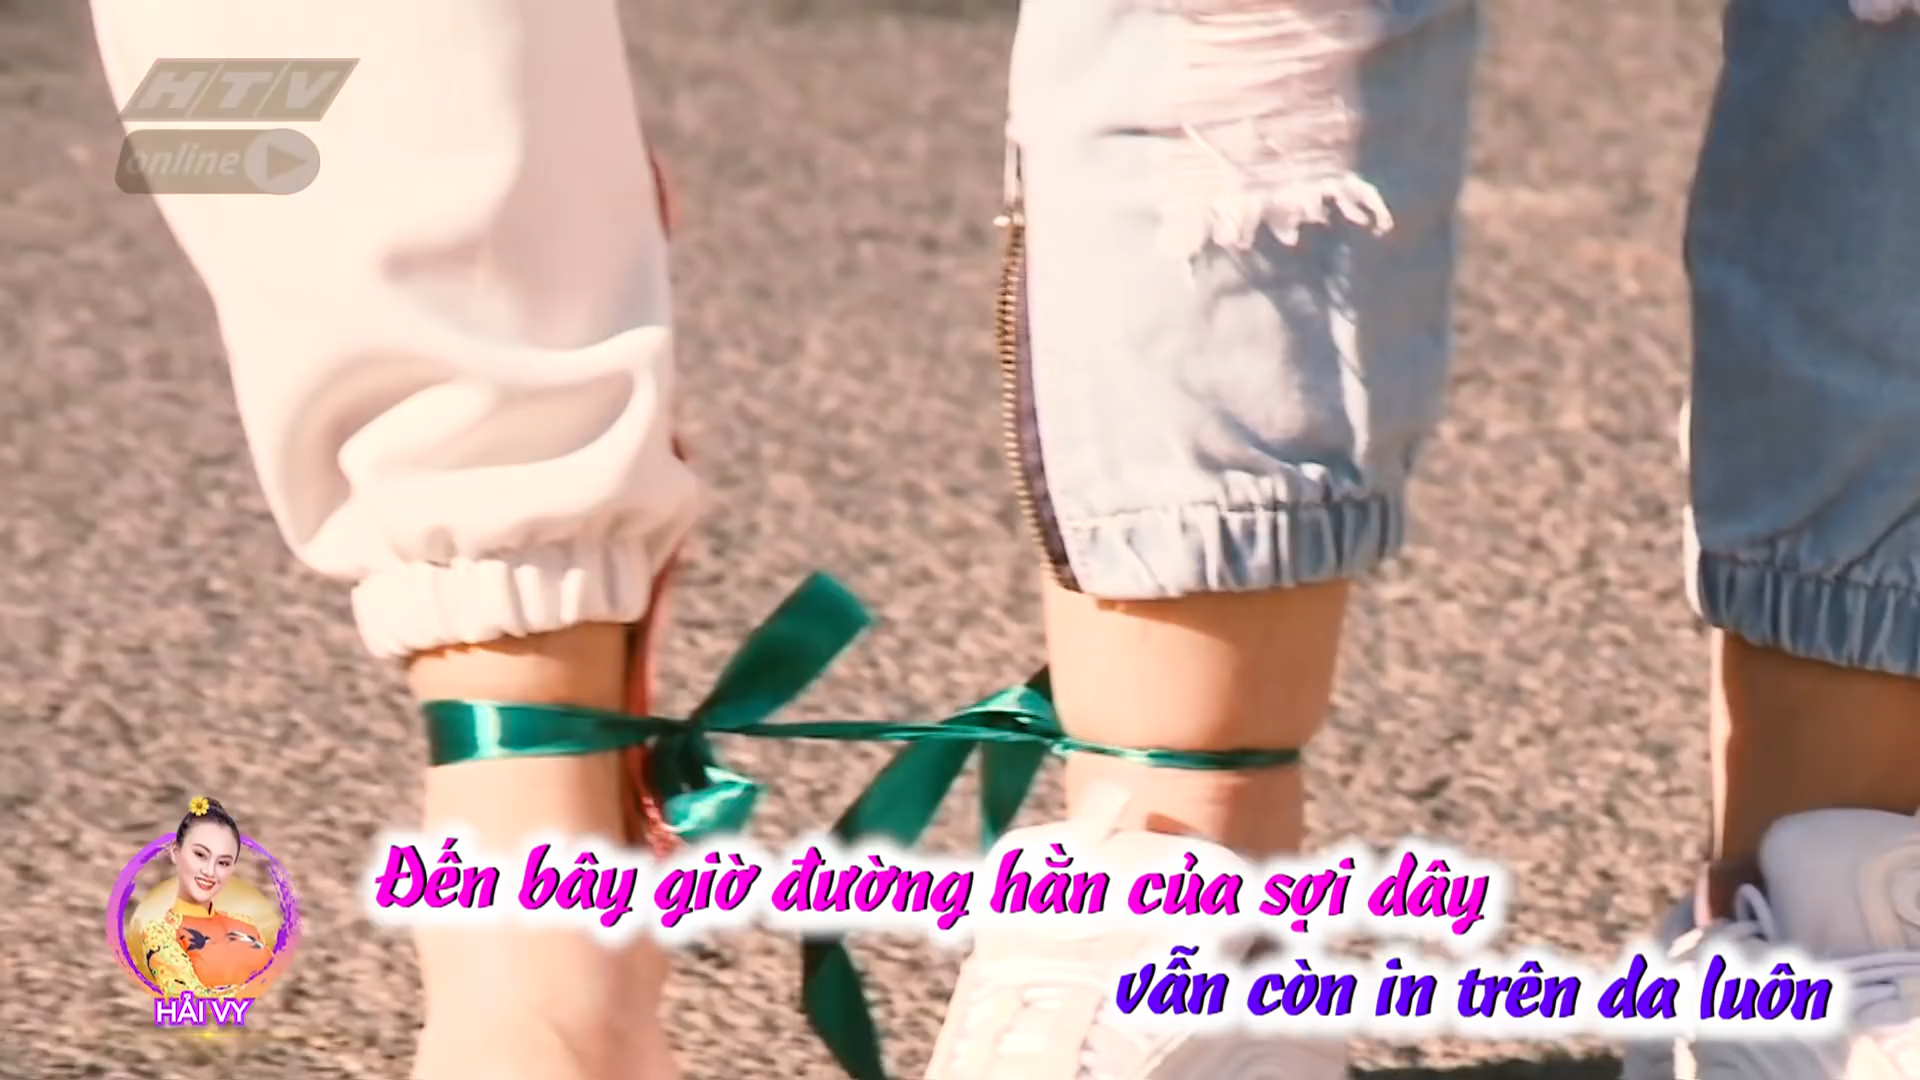 HTV
online
Đến bây giờ đường hằn của sợi dây
vẫn còn in trên da luôn
HẢI VY